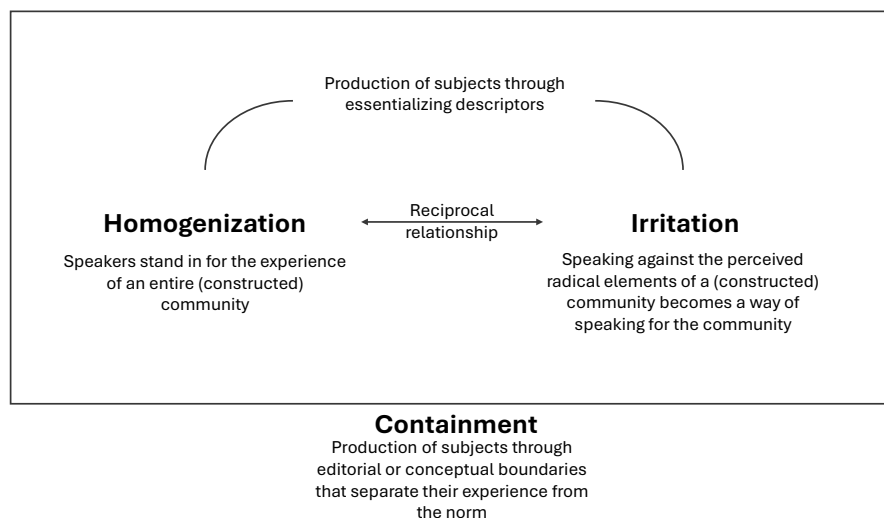 Production of subjects through
essentializing descriptors
Homogenization
Speakers stand in for the experience
of an entire (constructed)
community
Reciprocal
relationship
Irritation
Speaking against the perceived
radical elements of a (constructed)
community becomes a way of
speaking for the community
Containment
Production of subjects through
editorial or conceptual boundaries
that separate their experience from
the norm